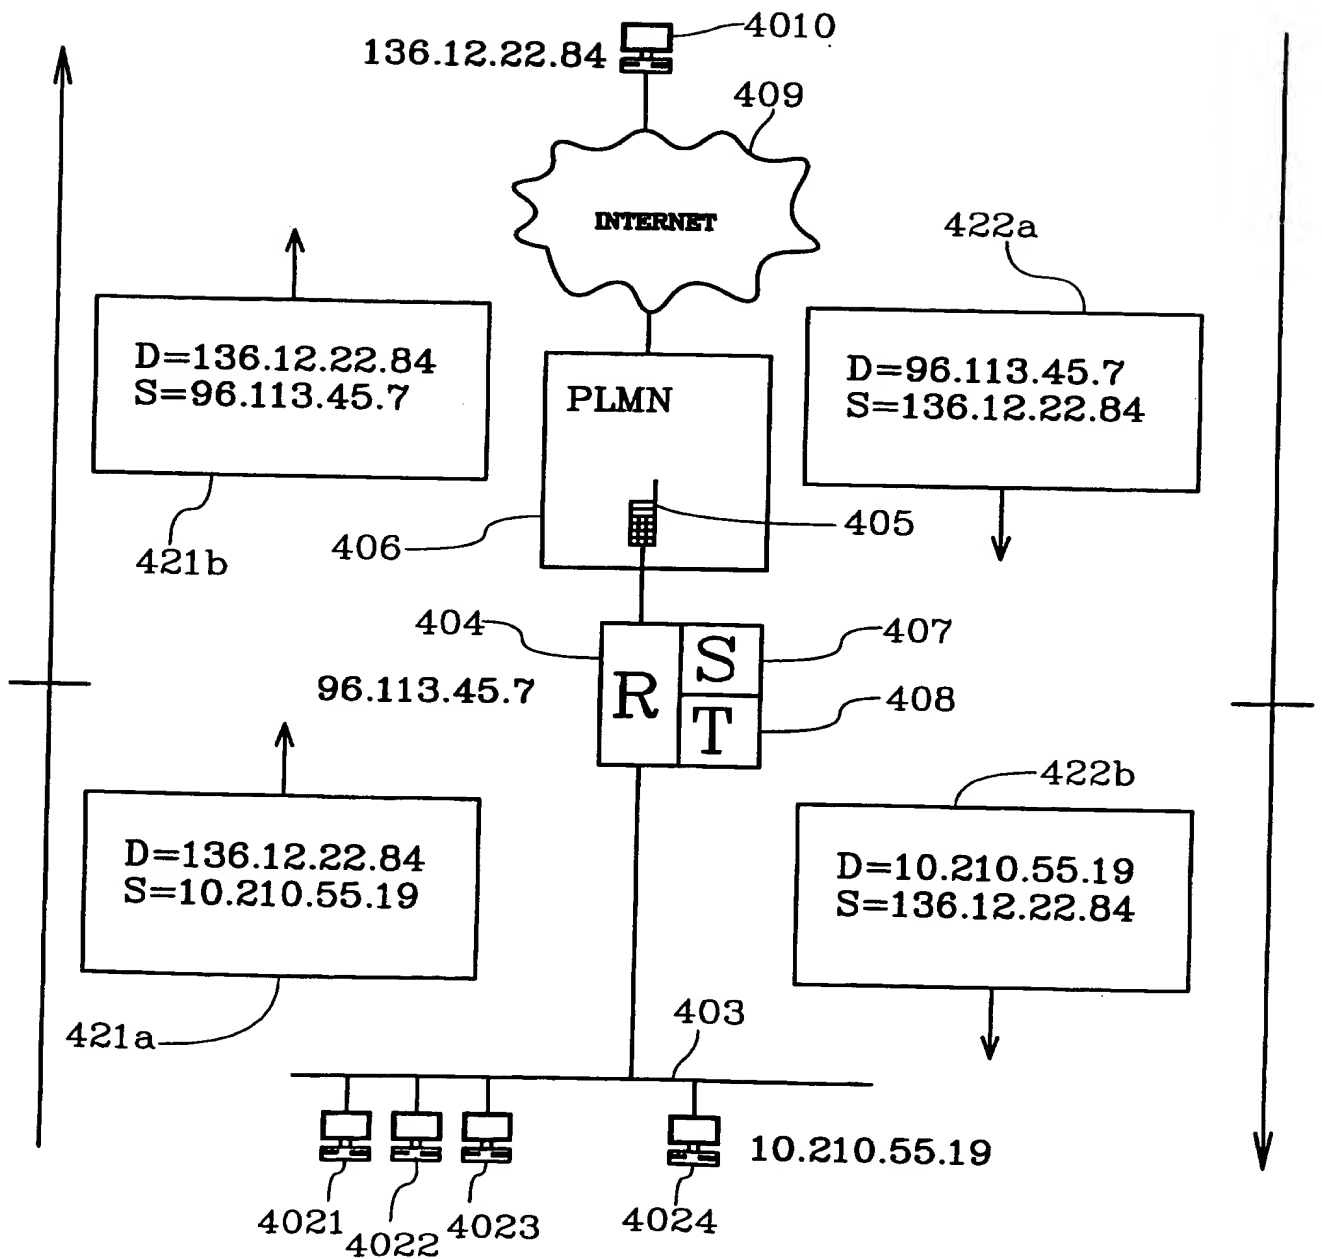 4010
136.12.22.84
409
INTERNET
422a
D=136.12.22.84
S=96.113.45.7
D=96.113.45.7
S=136.12.22.84
PLMN
405
406
421b
404
S
407
R
96.113.45.7
T
408
422b
D=136.12.22.84
S=10.210.55.19
D=10.210.55.19
S=136.12.22.84
421a
403
10.210.55.19
4021
4022
4023
4024